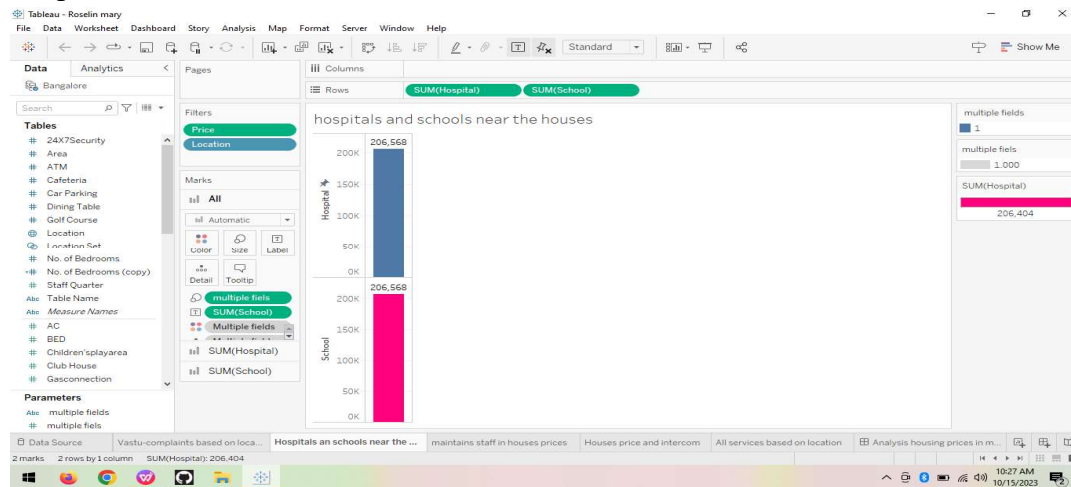 Tableau - Roselin mary
File Data Worksheet Dashboard Story Analysis Map Format Server Window Help
Standard
Show Me
Data Analytics
Pages
Columns
Bangalore
Rows SUM(Hospital) SUM(School)
Search
Filters
Price
Location
Tables
# 24X7Security
# Area
# ATM
# Cafeteria
# Car Parking
# Dining Table
# Golf Course
Location
Location Set
# No. of Bedrooms
# No. of Bedrooms (copy)
# Staff Quarter
Abc Table Name
Abc Measure Names
# AC
# BED
# Children'splayarea
# Club House
# Gasconnection
Parameters
Abc multiple fields
# multiple fiels
Marks
All
Automatic
Color Size Label
Detail Tooltip
multiple fiels
SUM(School)
Multiple fields
SUM(Hospital)
SUM(School)
hospitals and schools near the houses
206,568
200K
150K
100K
50K
0K
Hospital
206,568
200K
150K
100K
50K
0K
School
multiple fields
1
multiple fiels
1.000
SUM(Hospital)
206,404
Data Source Vastu-complaints based on loca... Hospitals an schools near the ... maintains staff in houses prices Houses price and intercom All services based on location Analysis housing prices in m...
2 marks 2 rows by 1 column SUM(Hospital): 206,404
10:27 AM
10/15/2023